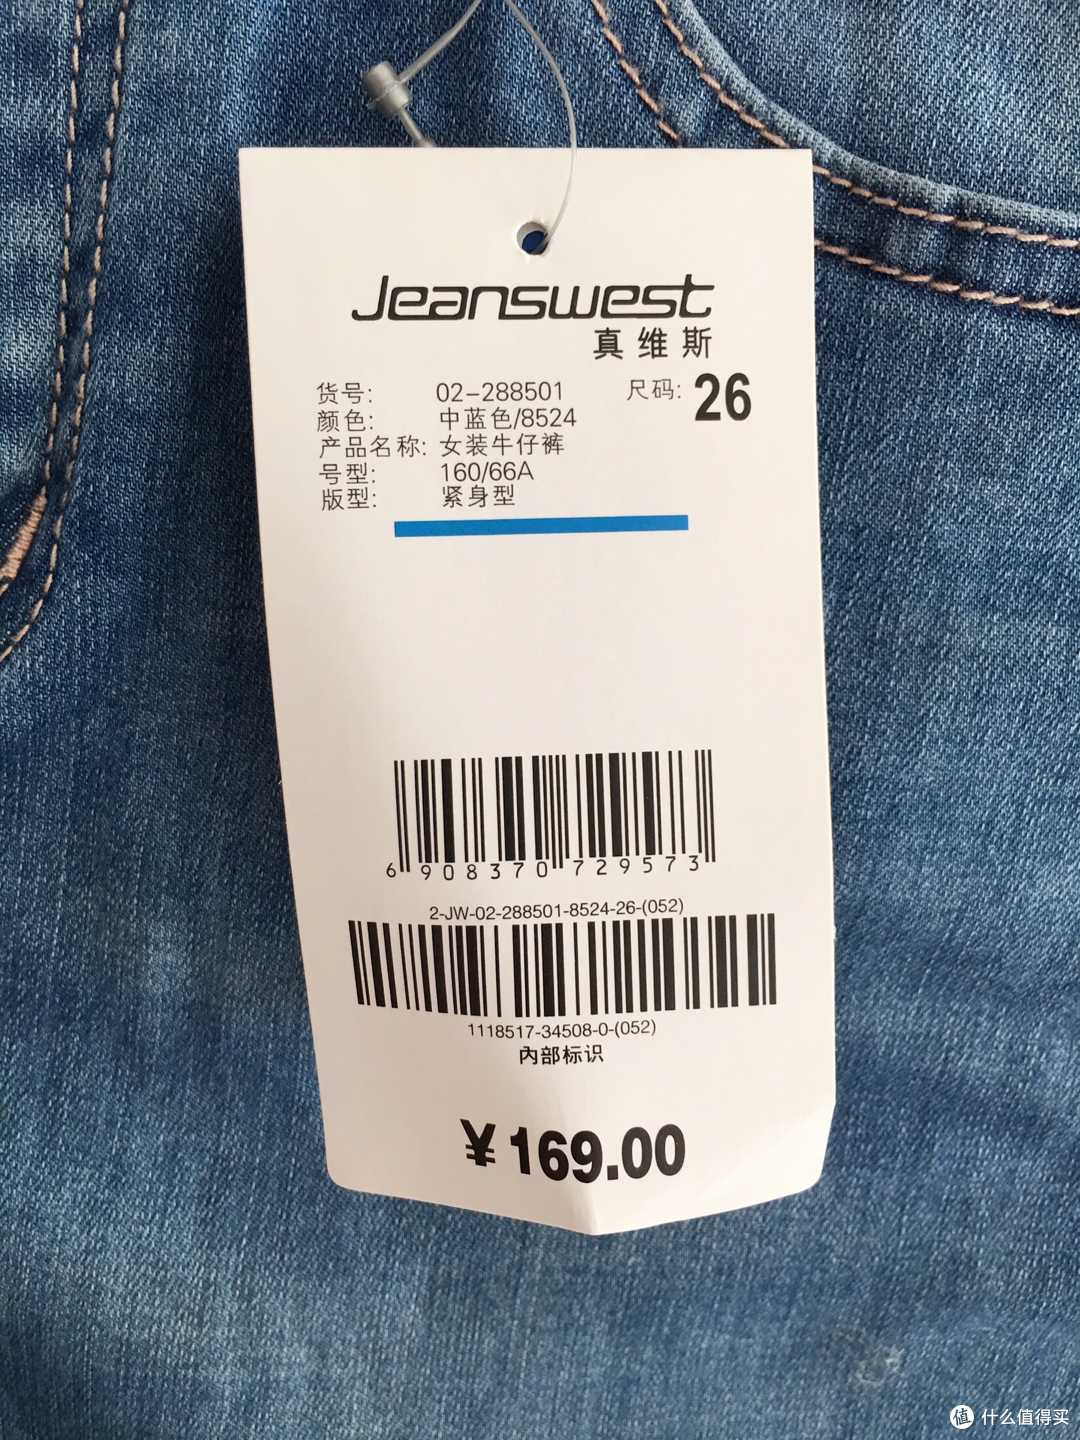 Jeanswest
真维斯
货号: 02-288501 尺码: 26
颜色: 中蓝色/8524
产品名称: 女装牛仔裤
号型: 160/66A
版型: 紧身型
6 908370 729573
2-JW-02-288501-8524-26-(052)
1118517-34508-0-(052)
内部标识
¥169.00
值 什么值得买